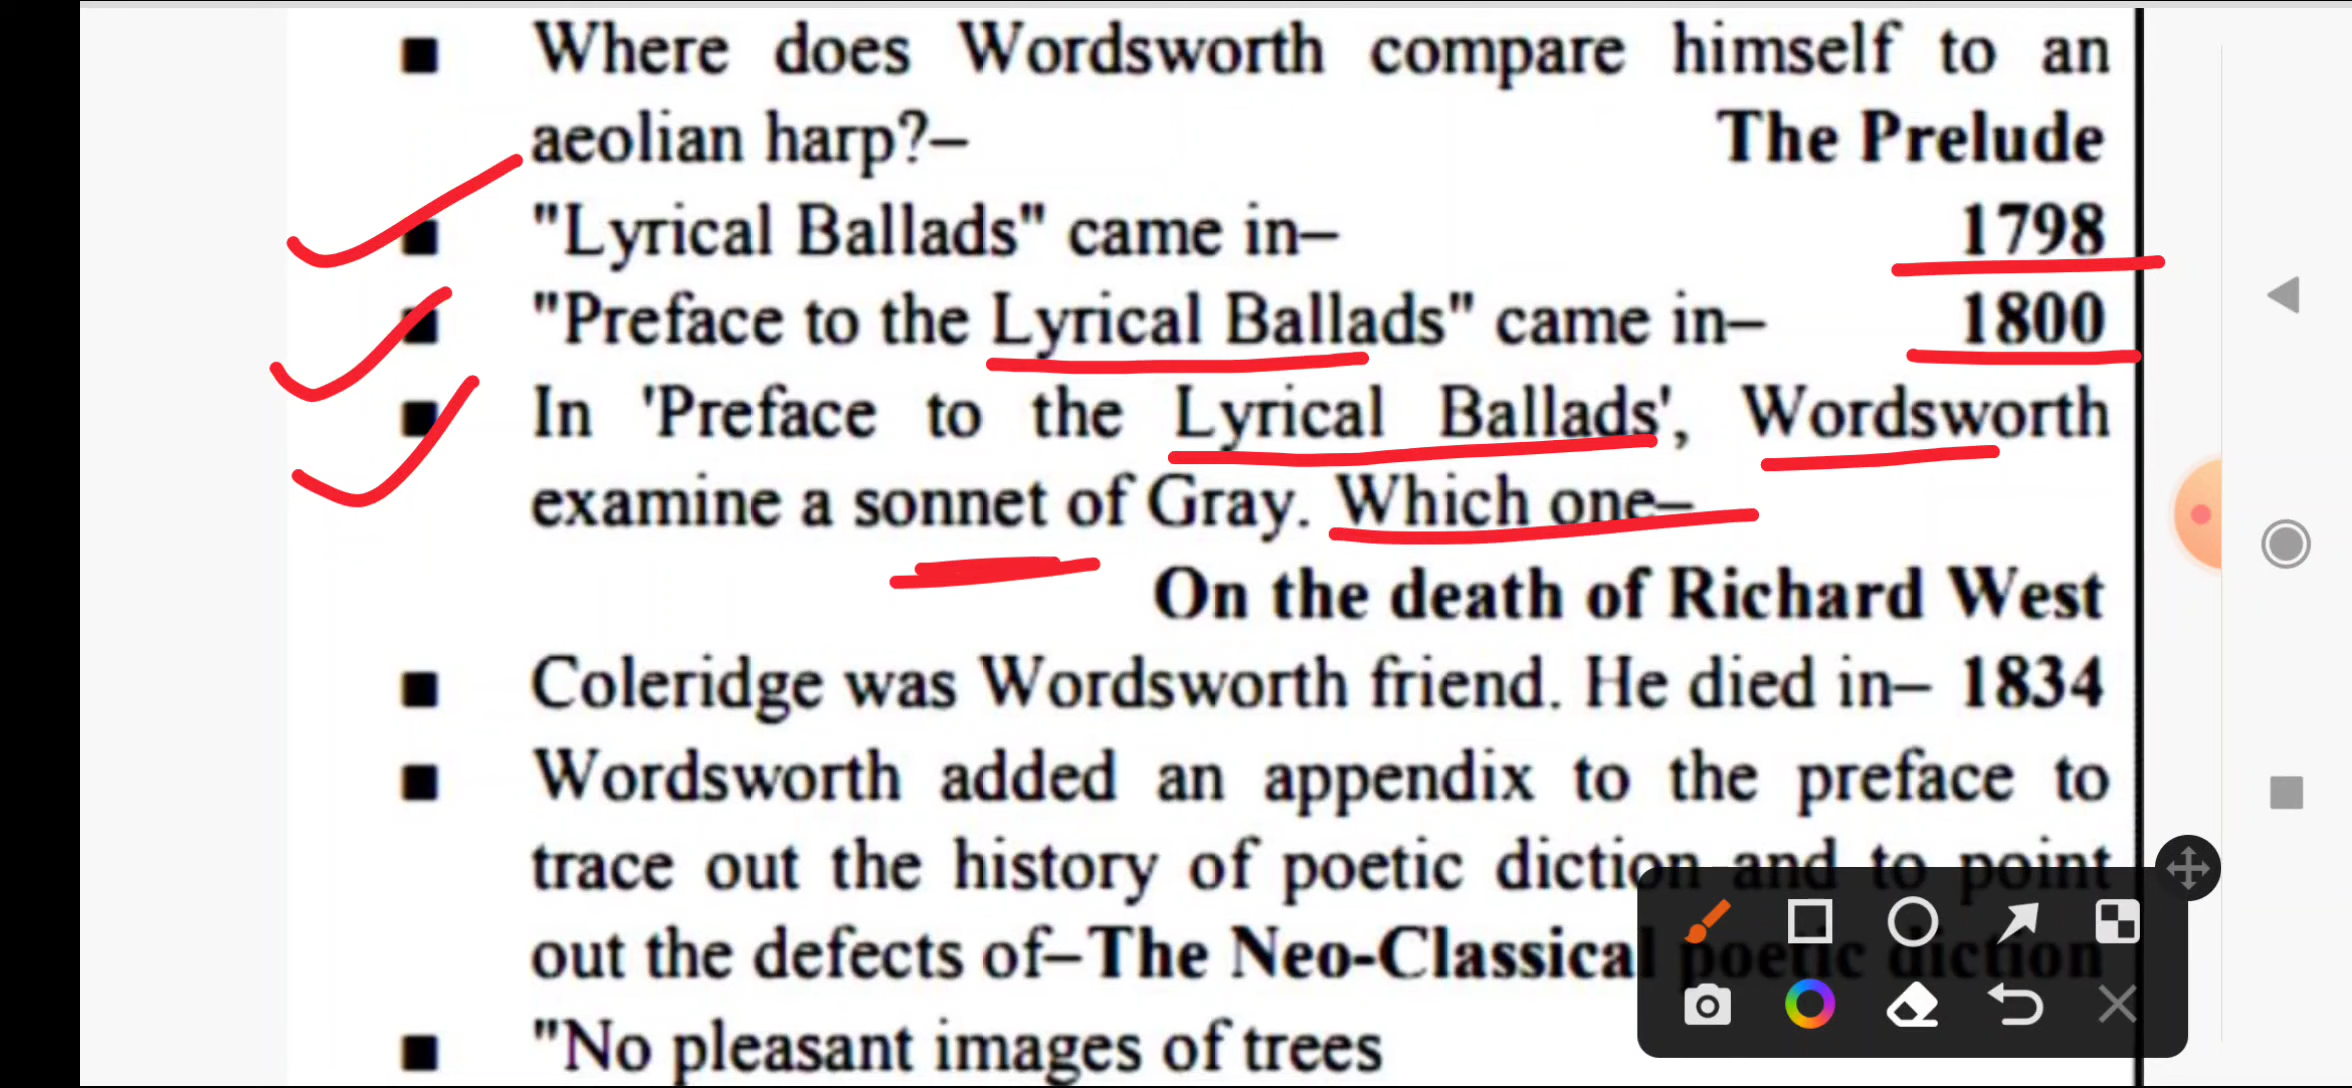 ■ Where does Wordsworth compare himself to an
aeolian harp?– The Prelude
■ "Lyrical Ballads" came in– 1798
■ "Preface to the Lyrical Ballads" came in– 1800
■ In 'Preface to the Lyrical Ballads', Wordsworth
examine a sonnet of Gray. Which one–
On the death of Richard West
■ Coleridge was Wordsworth friend. He died in– 1834
■ Wordsworth added an appendix to the preface to
trace out the history of poetic diction and to point
out the defects of–The Neo-Classical poetic diction
■ "No pleasant images of trees